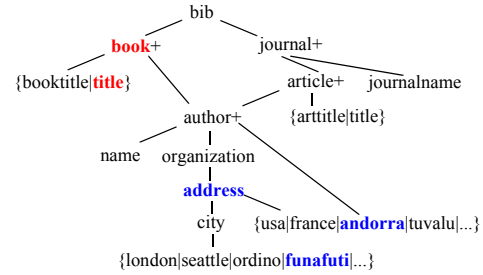 bib
book+ journal+
{booktitle|title} article+ journalname
author+ {arttitle|title}
name organization
address
city {usa|france|andorra|tuvalu|...}
{london|seattle|ordino|funafuti|...}